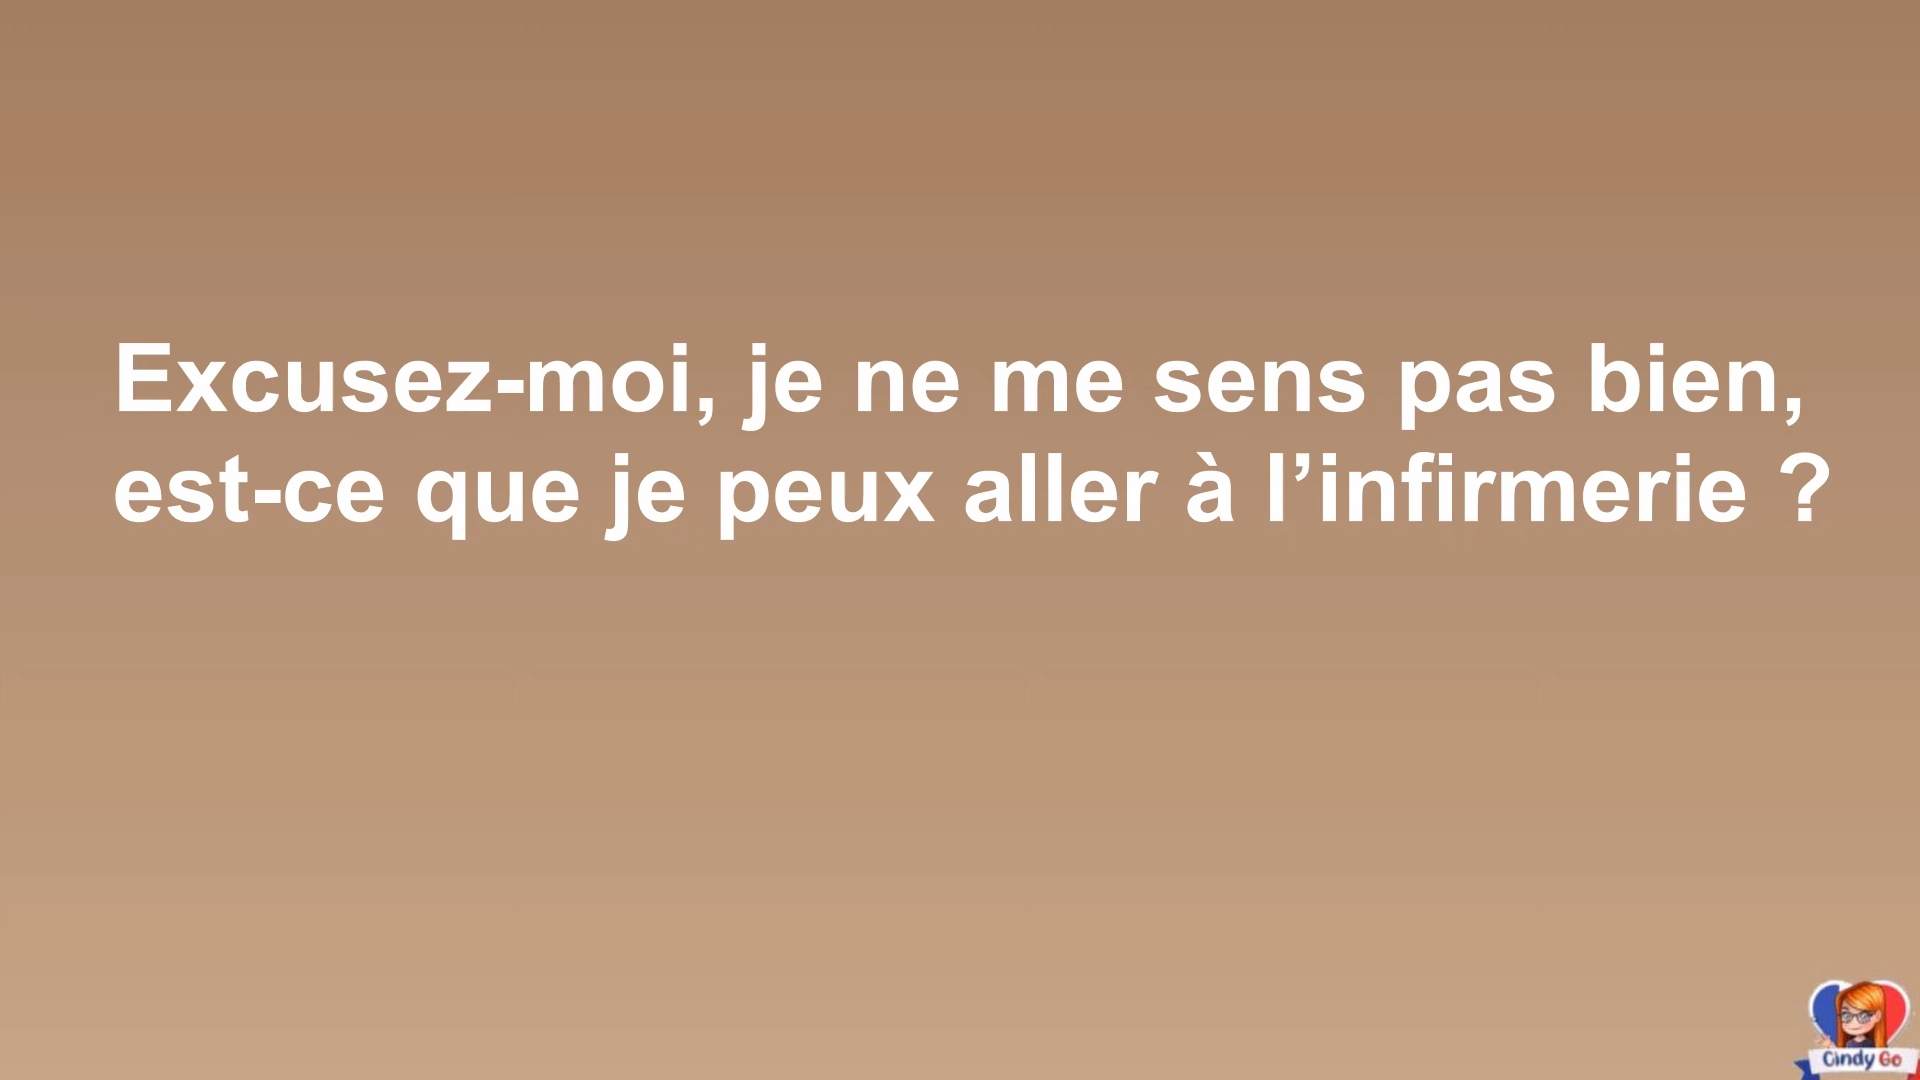 Excusez-moi, je ne me sens pas bien,
est-ce que je peux aller à l’infirmerie ?
Cindy Go